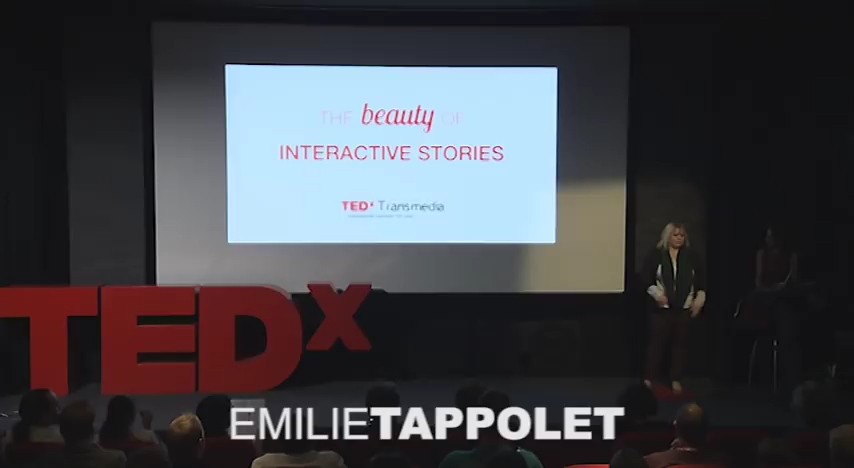 THE beauty OF
INTERACTIVE STORIES
TEDx Transmedia
TEDx
EMILIETAPPOLET